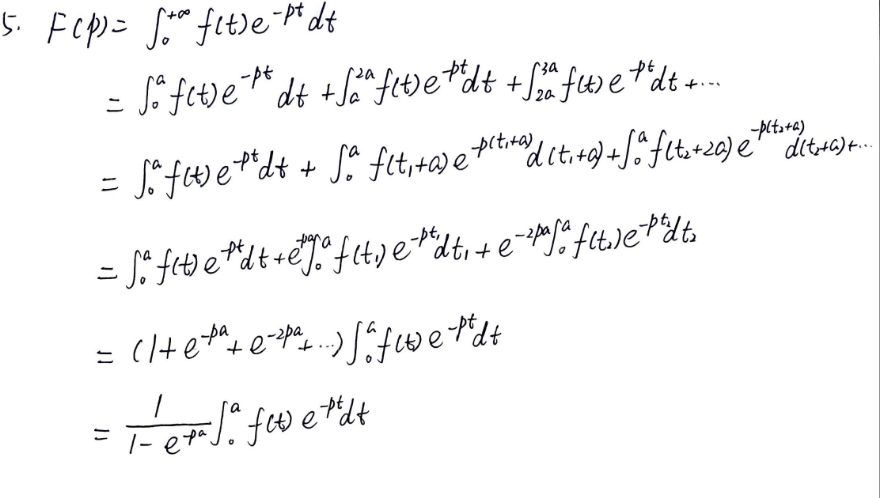 5. F(p) = ∫₀^{+∞} f(t)e^{-pt} dt
= ∫₀^a f(t)e^{-pt} dt + ∫_a^{2a} f(t)e^{-pt} dt + ∫_{2a}^{3a} f(t)e^{-pt} dt + ...
= ∫₀^a f(t)e^{-pt} dt + ∫₀^a f(t₁+a)e^{-p(t₁+a)} d(t₁+a) + ∫₀^a f(t₂+2a)e^{-p(t₂+a)} d(t₂+a) + ...
= ∫₀^a f(t)e^{-pt} dt + e^{-pa}∫₀^a f(t₁)e^{-pt₁} dt₁ + e^{-2pa}∫₀^a f(t₂)e^{-pt₂} dt₂
= (1 + e^{-pa} + e^{-2pa} + ...)∫₀^a f(t)e^{-pt} dt
= \frac{1}{1 - e^{-pa}}∫₀^a f(t)e^{-pt} dt